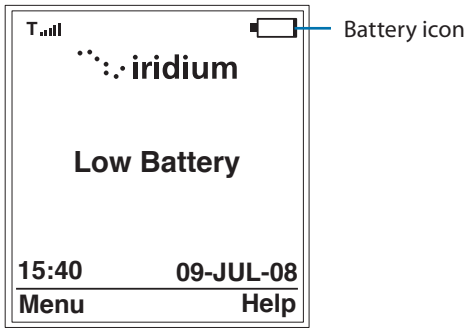 T
Battery icon
iridium
Low Battery
15:40 09-JUL-08
Menu Help